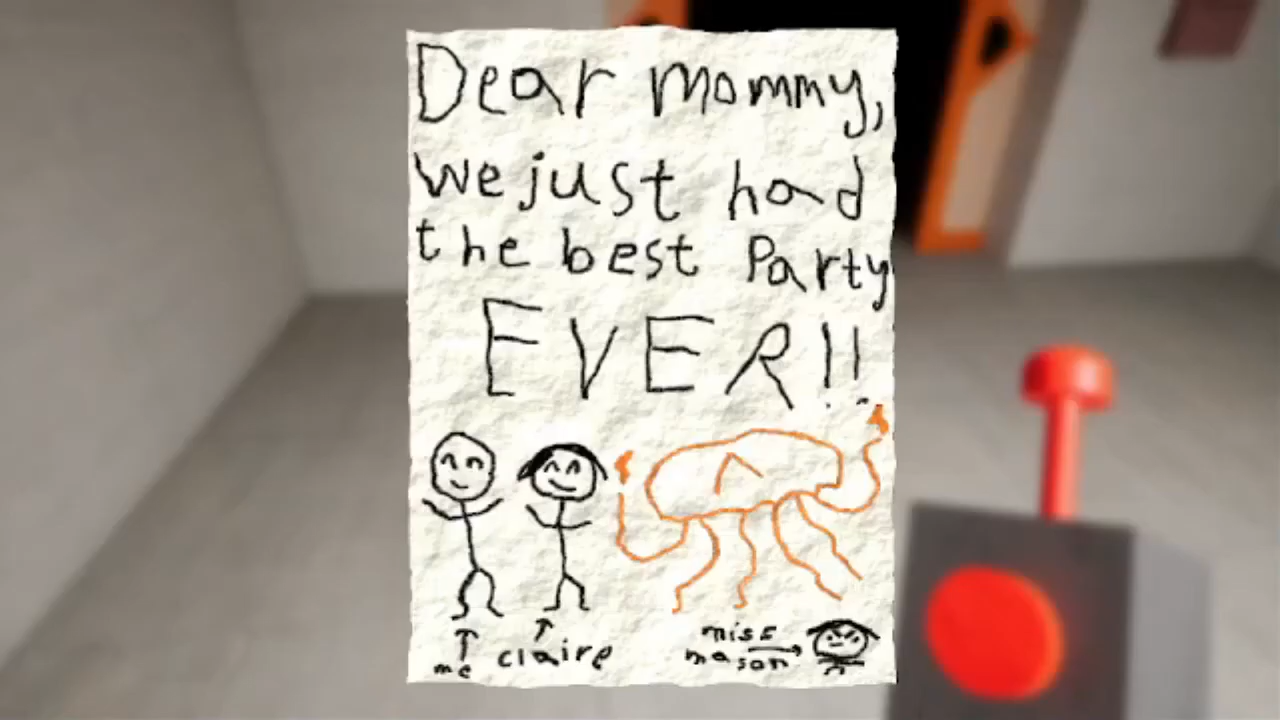 Dear mommy,
we just had
the best Party
EVER!!
me
claire
miss
mason